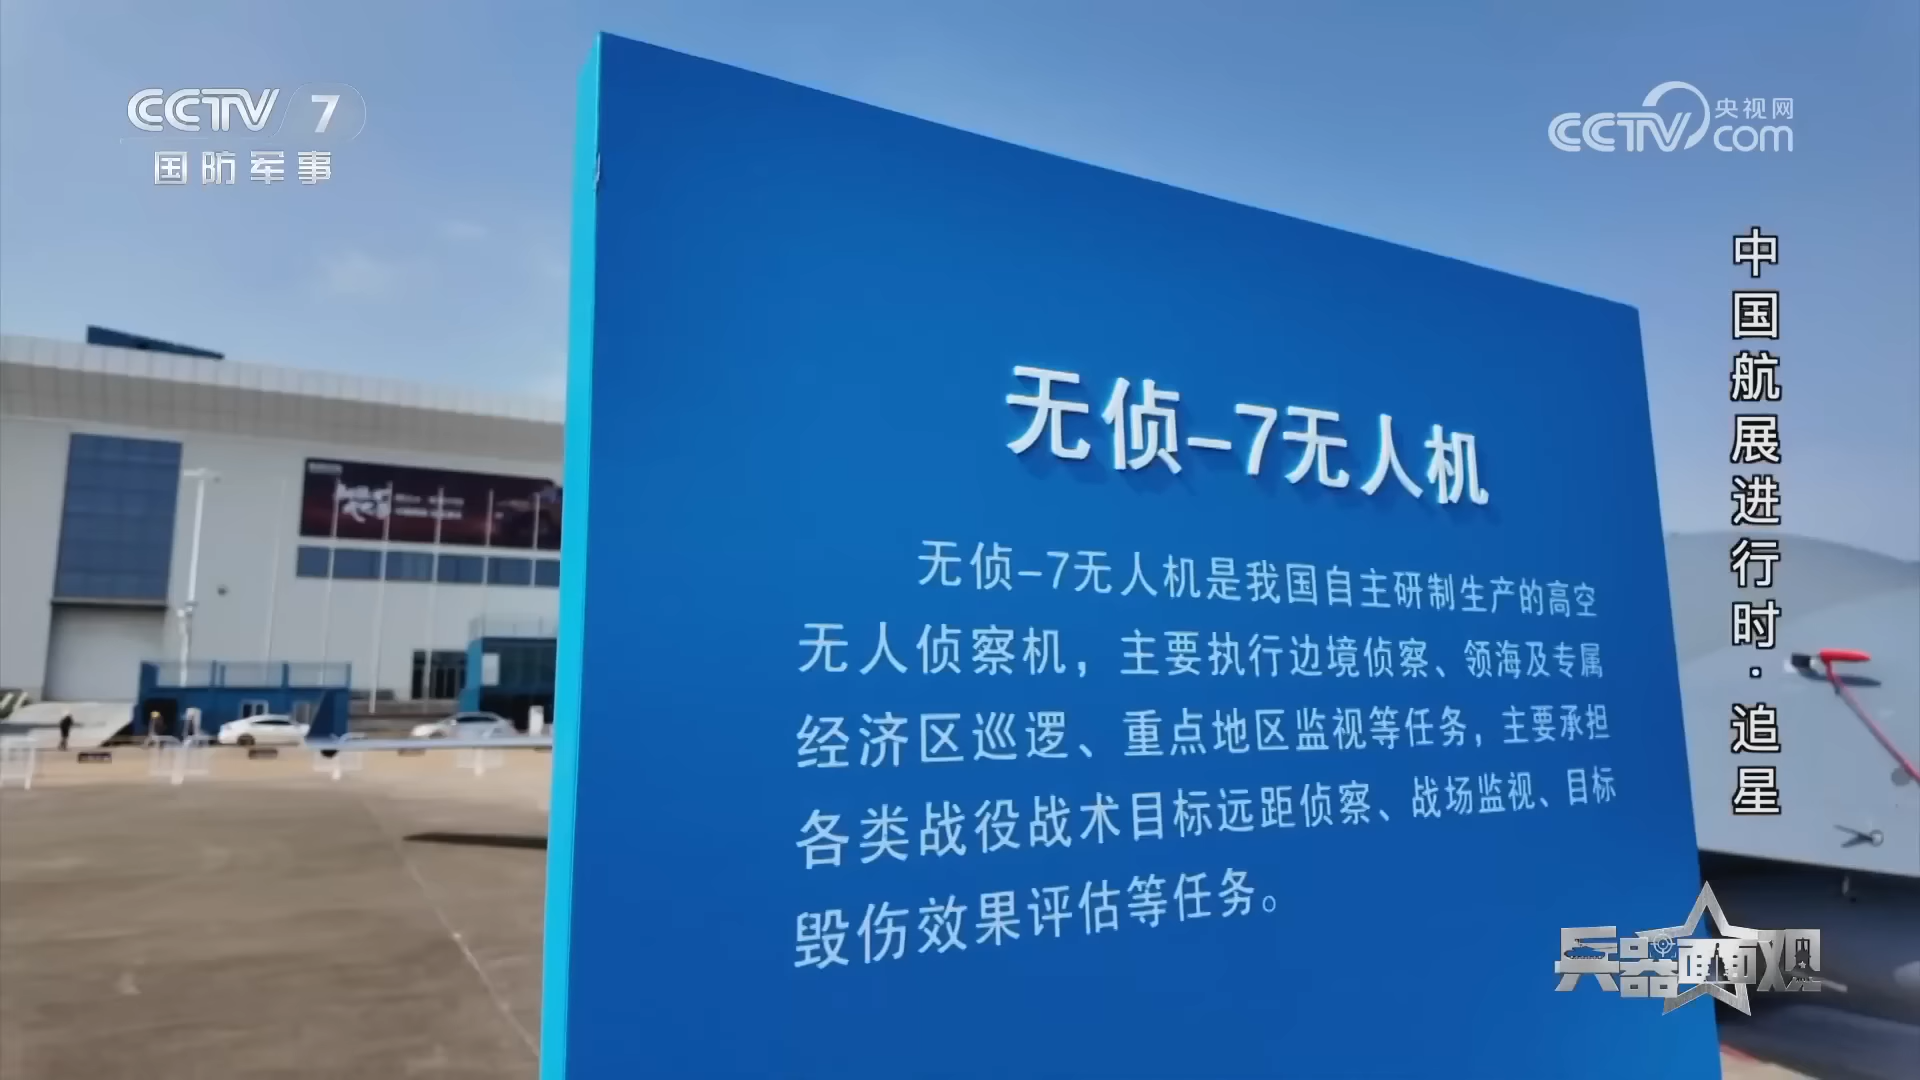 CCTV 7
国防军事
央视网
CCTV com
中国航展进行时·追星
无侦-7无人机
无侦-7无人机是我国自主研制生产的高空
无人侦察机，主要执行边境侦察、领海及专属
经济区巡逻、重点地区监视等任务，主要承担
各类战役战术目标远距侦察、战场监视、目标
毁伤效果评估等任务。
兵器面面观